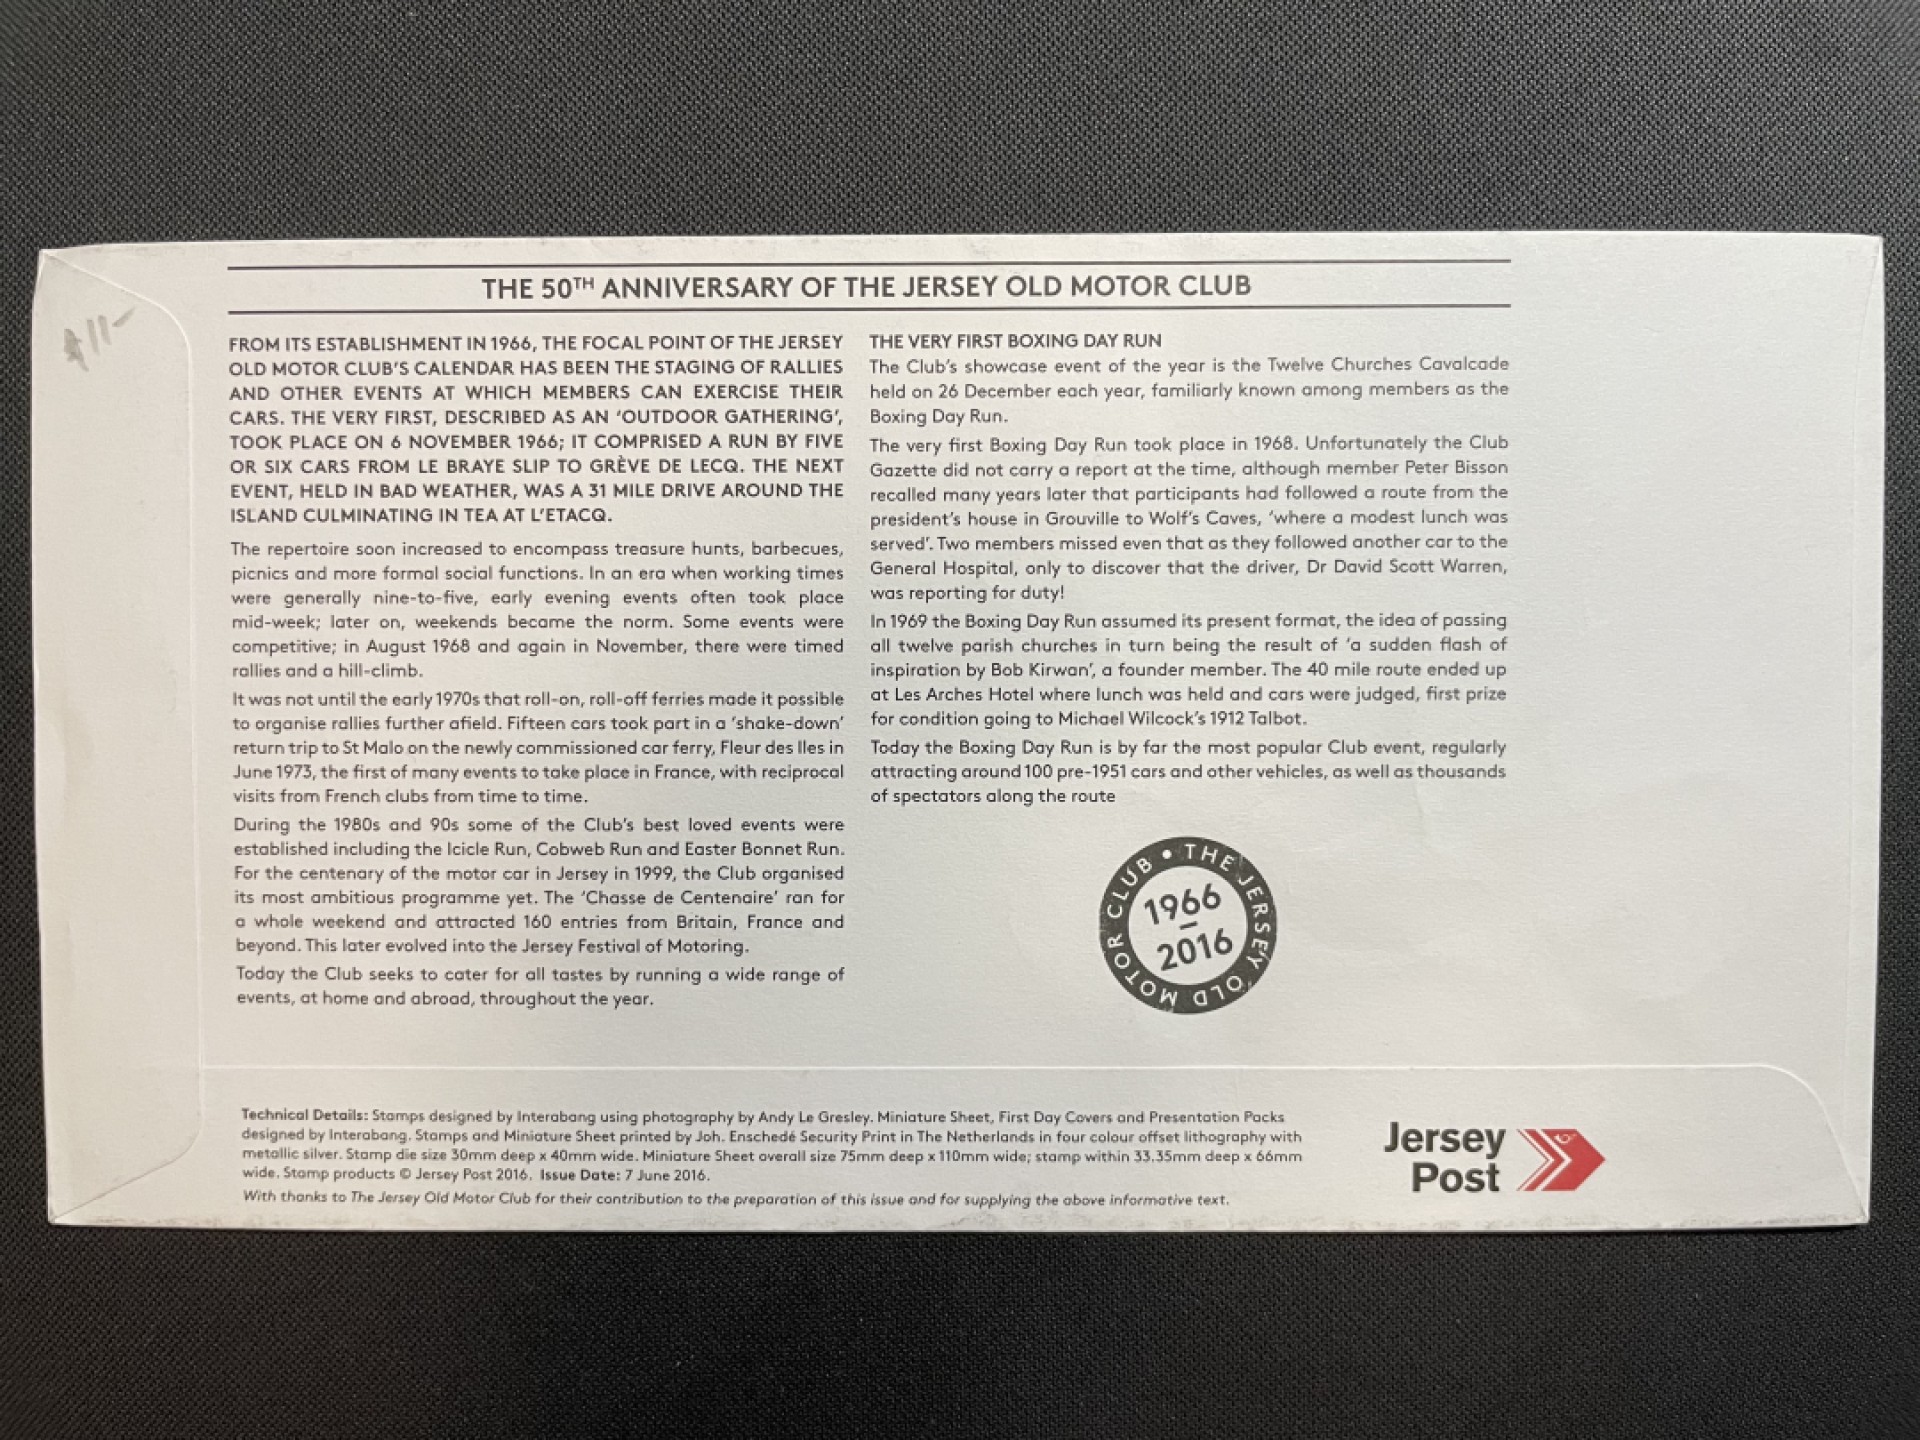 THE 50TH ANNIVERSARY OF THE JERSEY OLD MOTOR CLUB
FROM ITS ESTABLISHMENT IN 1966, THE FOCAL POINT OF THE JERSEY
OLD MOTOR CLUB'S CALENDAR HAS BEEN THE STAGING OF RALLIES
AND OTHER EVENTS AT WHICH MEMBERS CAN EXERCISE THEIR
CARS. THE VERY FIRST, DESCRIBED AS AN 'OUTDOOR GATHERING',
TOOK PLACE ON 6 NOVEMBER 1966; IT COMPRISED A RUN BY FIVE
OR SIX CARS FROM LE BRAYE SLIP TO GRÈVE DE LECQ. THE NEXT
EVENT, HELD IN BAD WEATHER, WAS A 31 MILE DRIVE AROUND THE
ISLAND CULMINATING IN TEA AT L'ETACQ.
The repertoire soon increased to encompass treasure hunts, barbecues,
picnics and more formal social functions. In an era when working times
were generally nine-to-five, early evening events often took place
mid-week; later on, weekends became the norm. Some events were
competitive; in August 1968 and again in November, there were timed
rallies and a hill-climb.
It was not until the early 1970s that roll-on, roll-off ferries made it possible
to organise rallies further afield. Fifteen cars took part in a 'shake-down'
return trip to St Malo on the newly commissioned car ferry, Fleur des Iles in
June 1973, the first of many events to take place in France, with reciprocal
visits from French clubs from time to time.
During the 1980s and 90s some of the Club's best loved events were
established including the Icicle Run, Cobweb Run and Easter Bonnet Run.
For the centenary of the motor car in Jersey in 1999, the Club organised
its most ambitious programme yet. The 'Chasse de Centenaire' ran for
a whole weekend and attracted 160 entries from Britain, France and
beyond. This later evolved into the Jersey Festival of Motoring.
Today the Club seeks to cater for all tastes by running a wide range of
events, at home and abroad, throughout the year.
THE VERY FIRST BOXING DAY RUN
The Club's showcase event of the year is the Twelve Churches Cavalcade
held on 26 December each year, familiarly known among members as the
Boxing Day Run.
The very first Boxing Day Run took place in 1968. Unfortunately the Club
Gazette did not carry a report at the time, although member Peter Bisson
recalled many years later that participants had followed a route from the
president's house in Grouville to Wolf's Caves, 'where a modest lunch was
served'. Two members missed even that as they followed another car to the
General Hospital, only to discover that the driver, Dr David Scott Warren,
was reporting for duty!
In 1969 the Boxing Day Run assumed its present format, the idea of passing
all twelve parish churches in turn being the result of 'a sudden flash of
inspiration by Bob Kirwan', a founder member. The 40 mile route ended up
at Les Arches Hotel where lunch was held and cars were judged, first prize
for condition going to Michael Wilcock's 1912 Talbot.
Today the Boxing Day Run is by far the most popular Club event, regularly
attracting around 100 pre-1951 cars and other vehicles, as well as thousands
of spectators along the route
THE JERSEY OLD MOTOR CLUB •
1966
–
2016
Technical Details: Stamps designed by Interabang using photography by Andy Le Gresley. Miniature Sheet, First Day Covers and Presentation Packs
designed by Interabang. Stamps and Miniature Sheet printed by Joh. Enschedé Security Print in The Netherlands in four colour offset lithography with
metallic silver. Stamp die size 30mm deep x 40mm wide. Miniature Sheet overall size 75mm deep x 110mm wide; stamp within 33.35mm deep x 66mm
wide. Stamp products © Jersey Post 2016. Issue Date: 7 June 2016.
With thanks to The Jersey Old Motor Club for their contribution to the preparation of this issue and for supplying the above informative text.
Jersey
Post